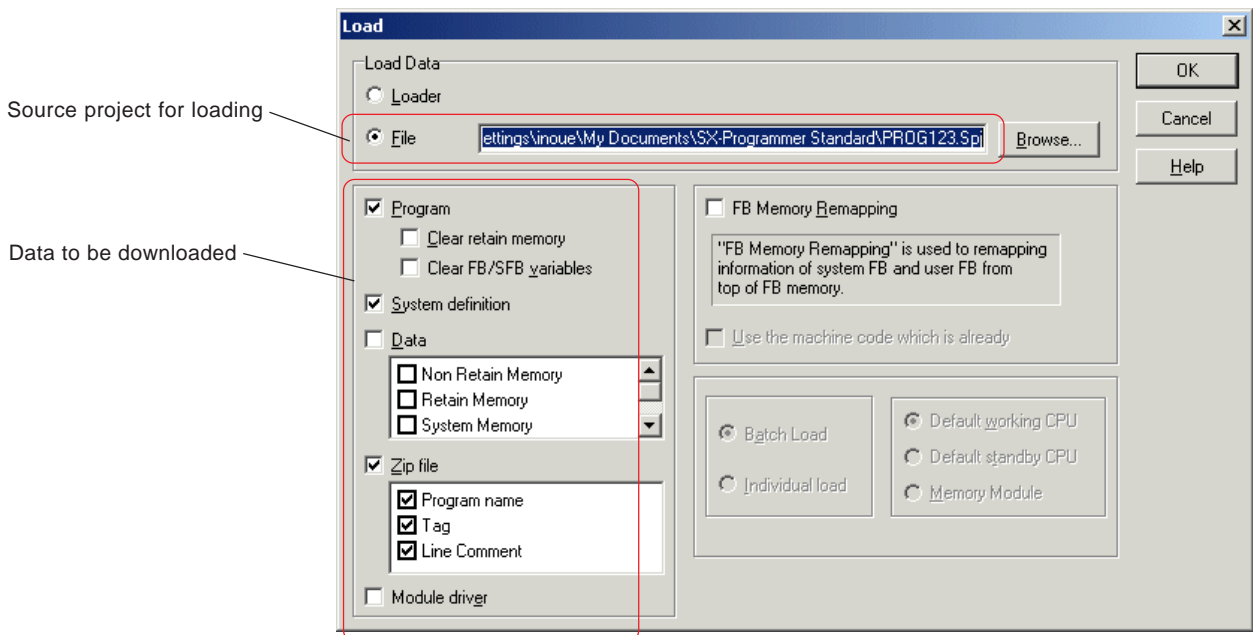 Load
Load Data
Loader
Source project for loading
File
ettings\inoue\My Documents\SX-Programmer Standard\PROG123.Spj
Browse...
OK
Cancel
Help
Data to be downloaded
Program
Clear retain memory
Clear FB/SFB variables
System definition
Data
Non Retain Memory
Retain Memory
System Memory
Zip file
Program name
Tag
Line Comment
Module driver
FB Memory Remapping
"FB Memory Remapping" is used to remapping
information of system FB and user FB from
top of FB memory.
Use the machine code which is already
Batch Load
Individual load
Default working CPU
Default standby CPU
Memory Module